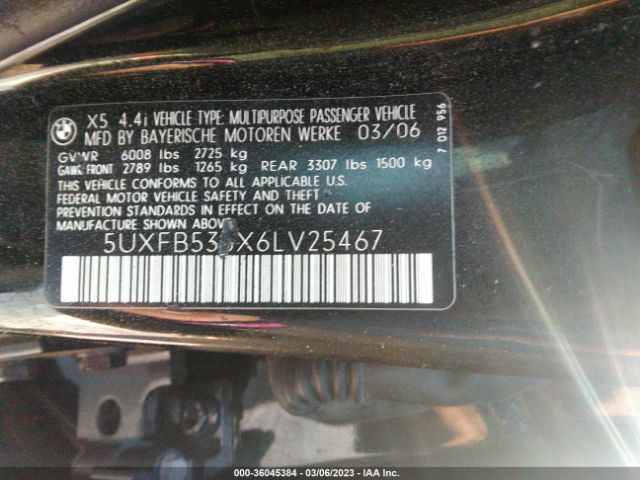 X5 4.4i VEHICLE TYPE: MULTIPURPOSE PASSENGER VEHICLE
MFD BY BAYERISCHE MOTOREN WERKE 03/06
GVWR 6008 lbs 2725 kg
GAWR FRONT 2789 lbs 1265 kg REAR 3307 lbs 1500 kg
THIS VEHICLE CONFORMS TO ALL APPLICABLE U.S.
FEDERAL MOTOR VEHICLE SAFETY AND THEFT
PREVENTION STANDARDS IN EFFECT ON THE DATE OF
MANUFACTURE SHOWN ABOVE
5UXFB535X6LV25467
7 012 956
000-36045384 - 03/06/2023 - IAA Inc.